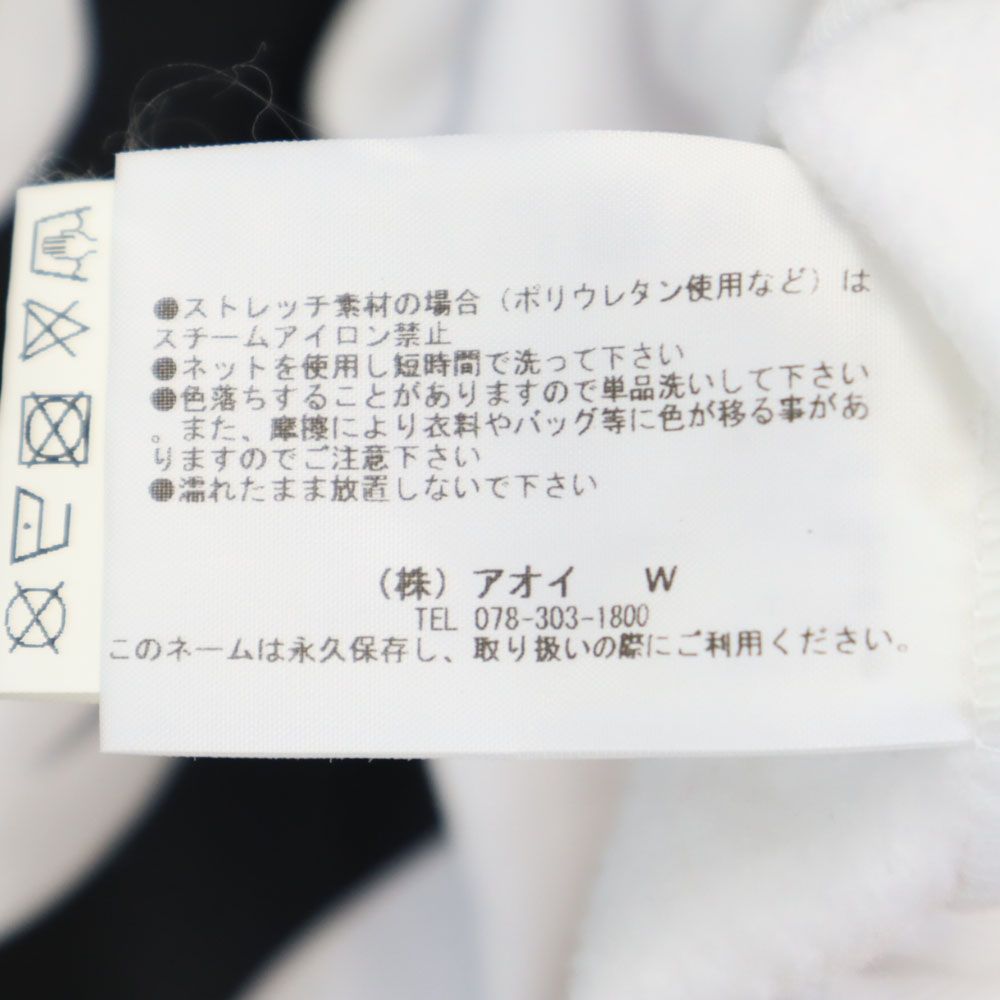 ●ストレッチ素材の場合（ポリウレタン使用など）は
スチームアイロン禁止
●ネットを使用し短時間で洗って下さい
●色落ちすることがありますので単品洗いして下さい
。また、摩擦により衣料やバッグ等に色が移る事があ
りますのでご注意下さい
●濡れたまま放置しないで下さい
（株）アオイ　W
TEL 078-303-1800
このネームは永久保存し、取り扱いの際にご利用ください。